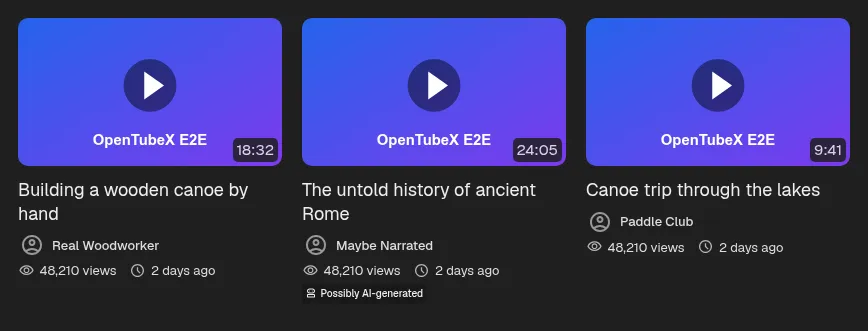 OpenTubeX E2E
18:32
Building a wooden canoe by
hand
Real Woodworker
48,210 views
2 days ago
OpenTubeX E2E
24:05
The untold history of ancient
Rome
Maybe Narrated
48,210 views
2 days ago
Possibly AI-generated
OpenTubeX E2E
9:41
Canoe trip through the lakes
Paddle Club
48,210 views
2 days ago